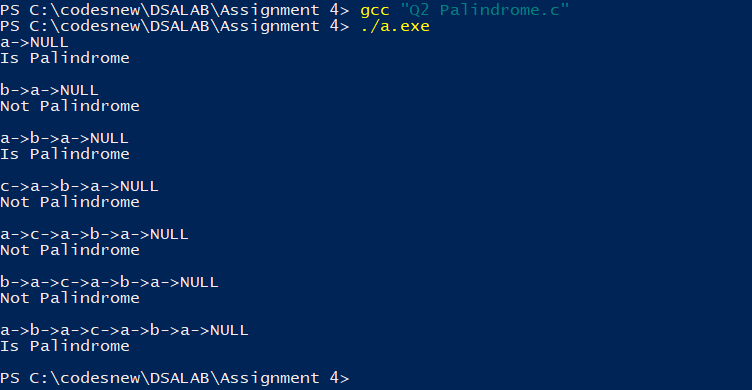 PS C:\codesnew\DSALAB\Assignment 4> gcc "Q2 Palindrome.c"
PS C:\codesnew\DSALAB\Assignment 4> ./a.exe
a->NULL
Is Palindrome
b->a->NULL
Not Palindrome
a->b->a->NULL
Is Palindrome
c->a->b->a->NULL
Not Palindrome
a->c->a->b->a->NULL
Not Palindrome
b->a->c->a->b->a->NULL
Not Palindrome
a->b->a->c->a->b->a->NULL
Is Palindrome
PS C:\codesnew\DSALAB\Assignment 4>